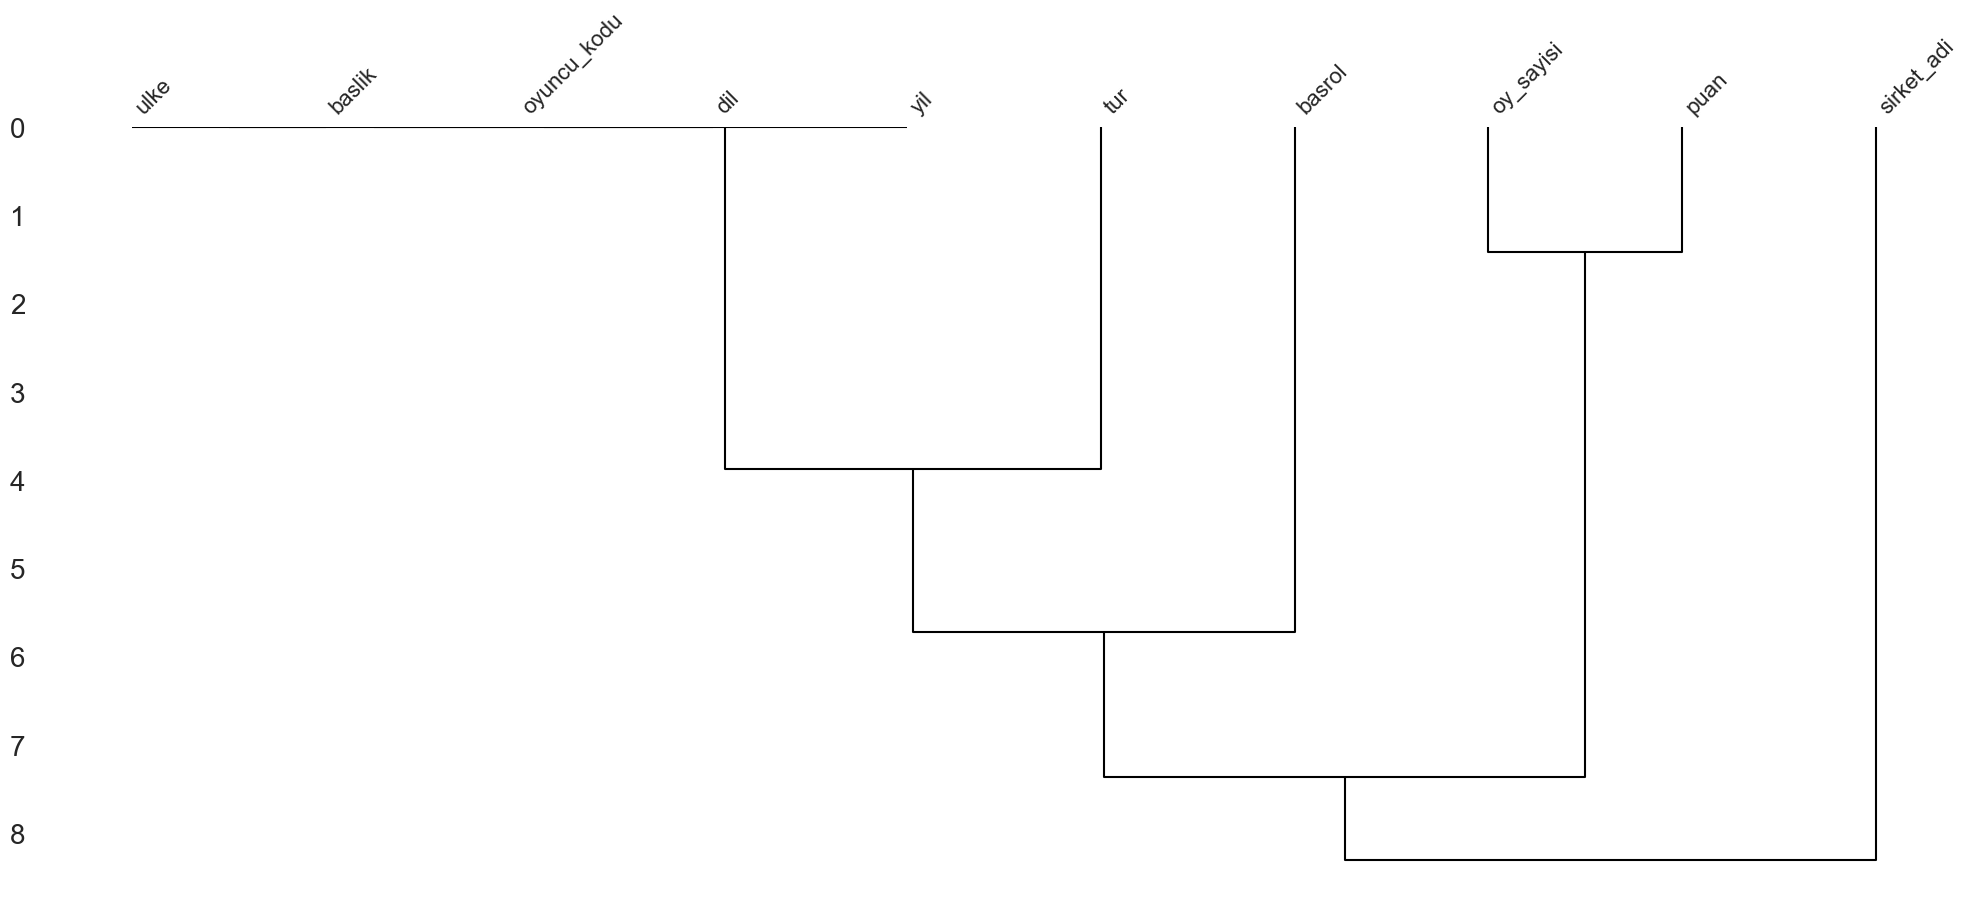 ulke
baslik
oyuncu_kodu
dil
yil
tur
basrol
oy_sayisi
puan
sirket_adi
0
1
2
3
4
5
6
7
8